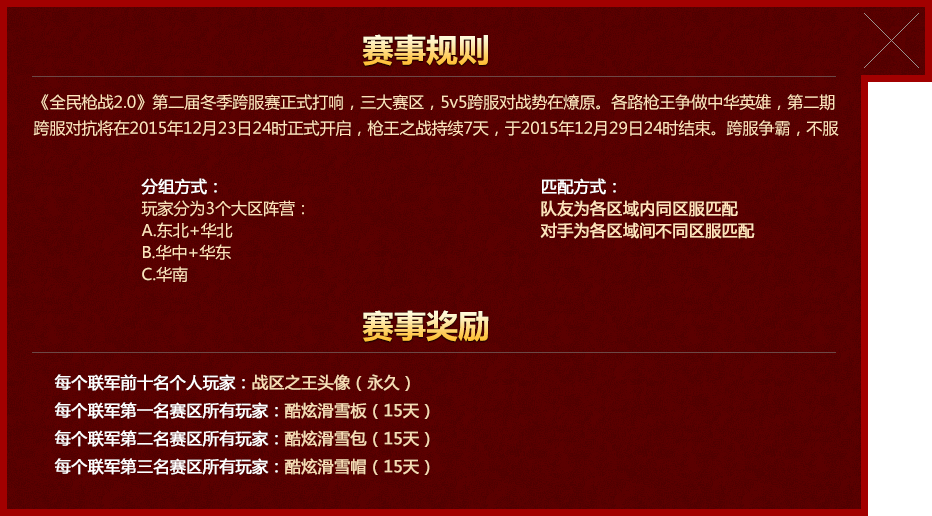 赛事规则
《全民枪战2.0》第二届冬季跨服赛正式打响，三大赛区，5v5跨服对战势在燎原。各路枪王争做中华英雄，第二期
跨服对抗将在2015年12月23日24时正式开启，枪王之战持续7天，于2015年12月29日24时结束。跨服争霸，不服
分组方式：
玩家分为3个大区阵营：
A.东北+华北
B.华中+华东
C.华南
匹配方式：
队友为各区域内同区服匹配
对手为各区域间不同区服匹配
赛事奖励
每个联军前十名个人玩家：战区之王头像（永久）
每个联军第一名赛区所有玩家：酷炫滑雪板（15天）
每个联军第二名赛区所有玩家：酷炫滑雪包（15天）
每个联军第三名赛区所有玩家：酷炫滑雪帽（15天）